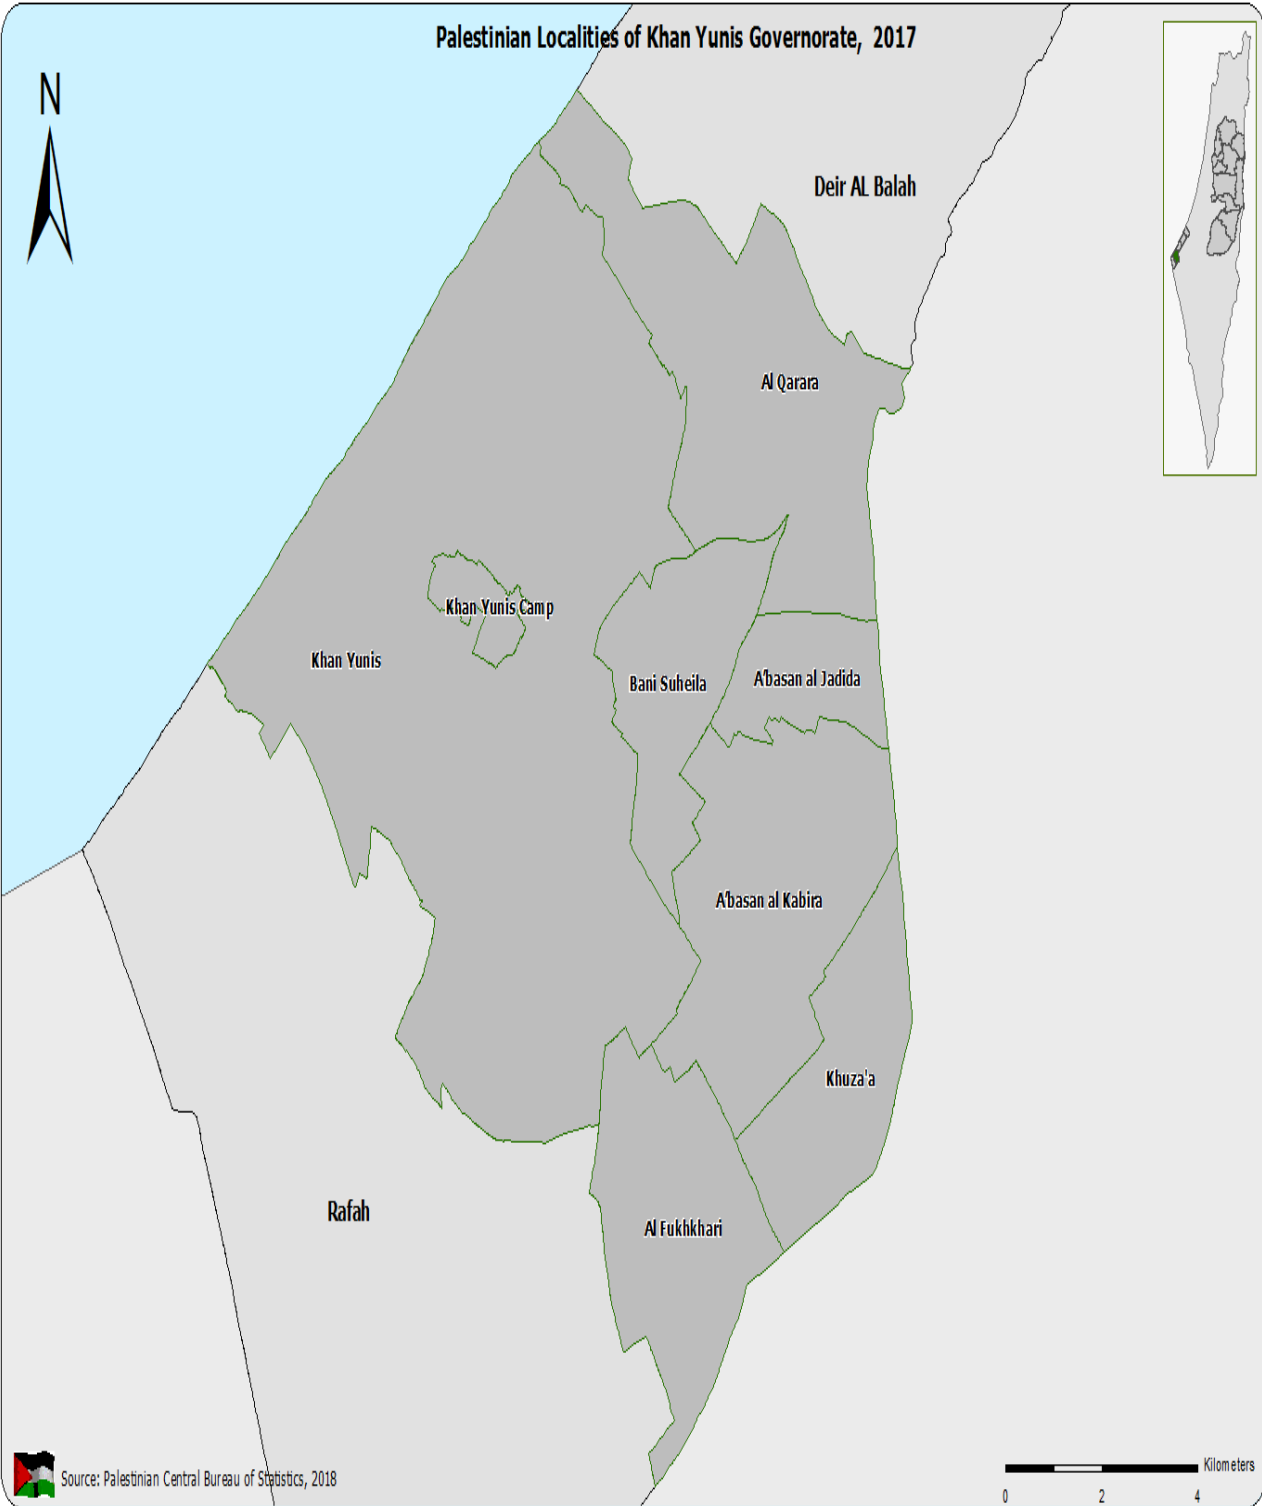 Palestinian Localities of Khan Yunis Governorate, 2017
N
Deir AL Balah
Al Qarara
Khan Yunis Camp
Khan Yunis
Bani Suheila
A'basan al Jadida
A'basan al Kabira
Khuza'a
Rafah
Al Fukhkhari
Source: Palestinian Central Bureau of Statistics, 2018
Kilometers
0 2 4